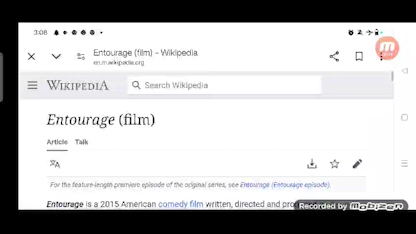 3:08
Entourage (film) - Wikipedia
en.m.wikipedia.org
WIKIPEDIA
Search Wikipedia
Entourage (film)
Article Talk
For the feature-length premiere episode of the original series, see Entourage (Entourage episode).
Entourage is a 2015 American comedy film written, directed and pro
Recorded by Mobizen